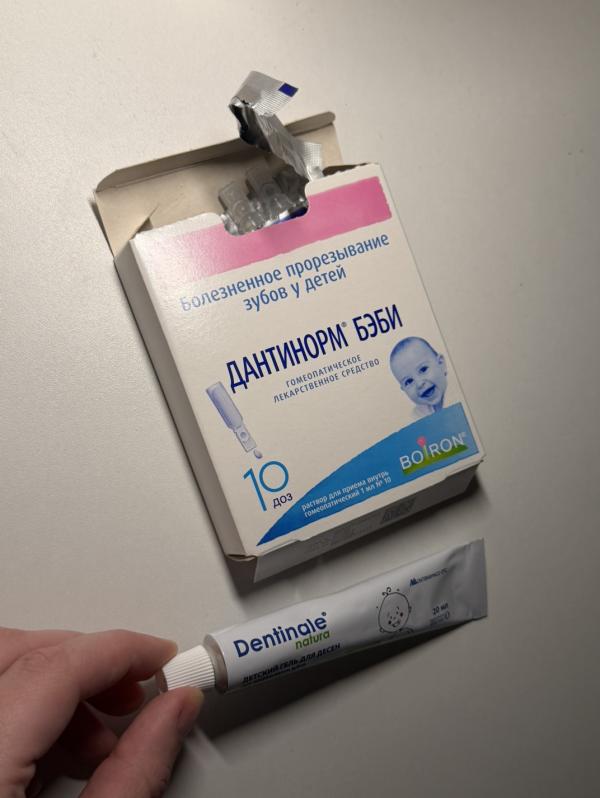 Болезненное прорезывание
зубов у детей
ДАНТИНОРМ® БЭБИ
ГОМЕОПАТИЧЕСКОЕ
ЛЕКАРСТВЕННОЕ СРЕДСТВО
10
ДОЗ
BOIRON®
раствор для приема внутрь
гомеопатический 1 мл № 10
Dentinale®
natura
ДЕТСКИЙ ГЕЛЬ ДЛЯ ДЕСЕН
20 мл